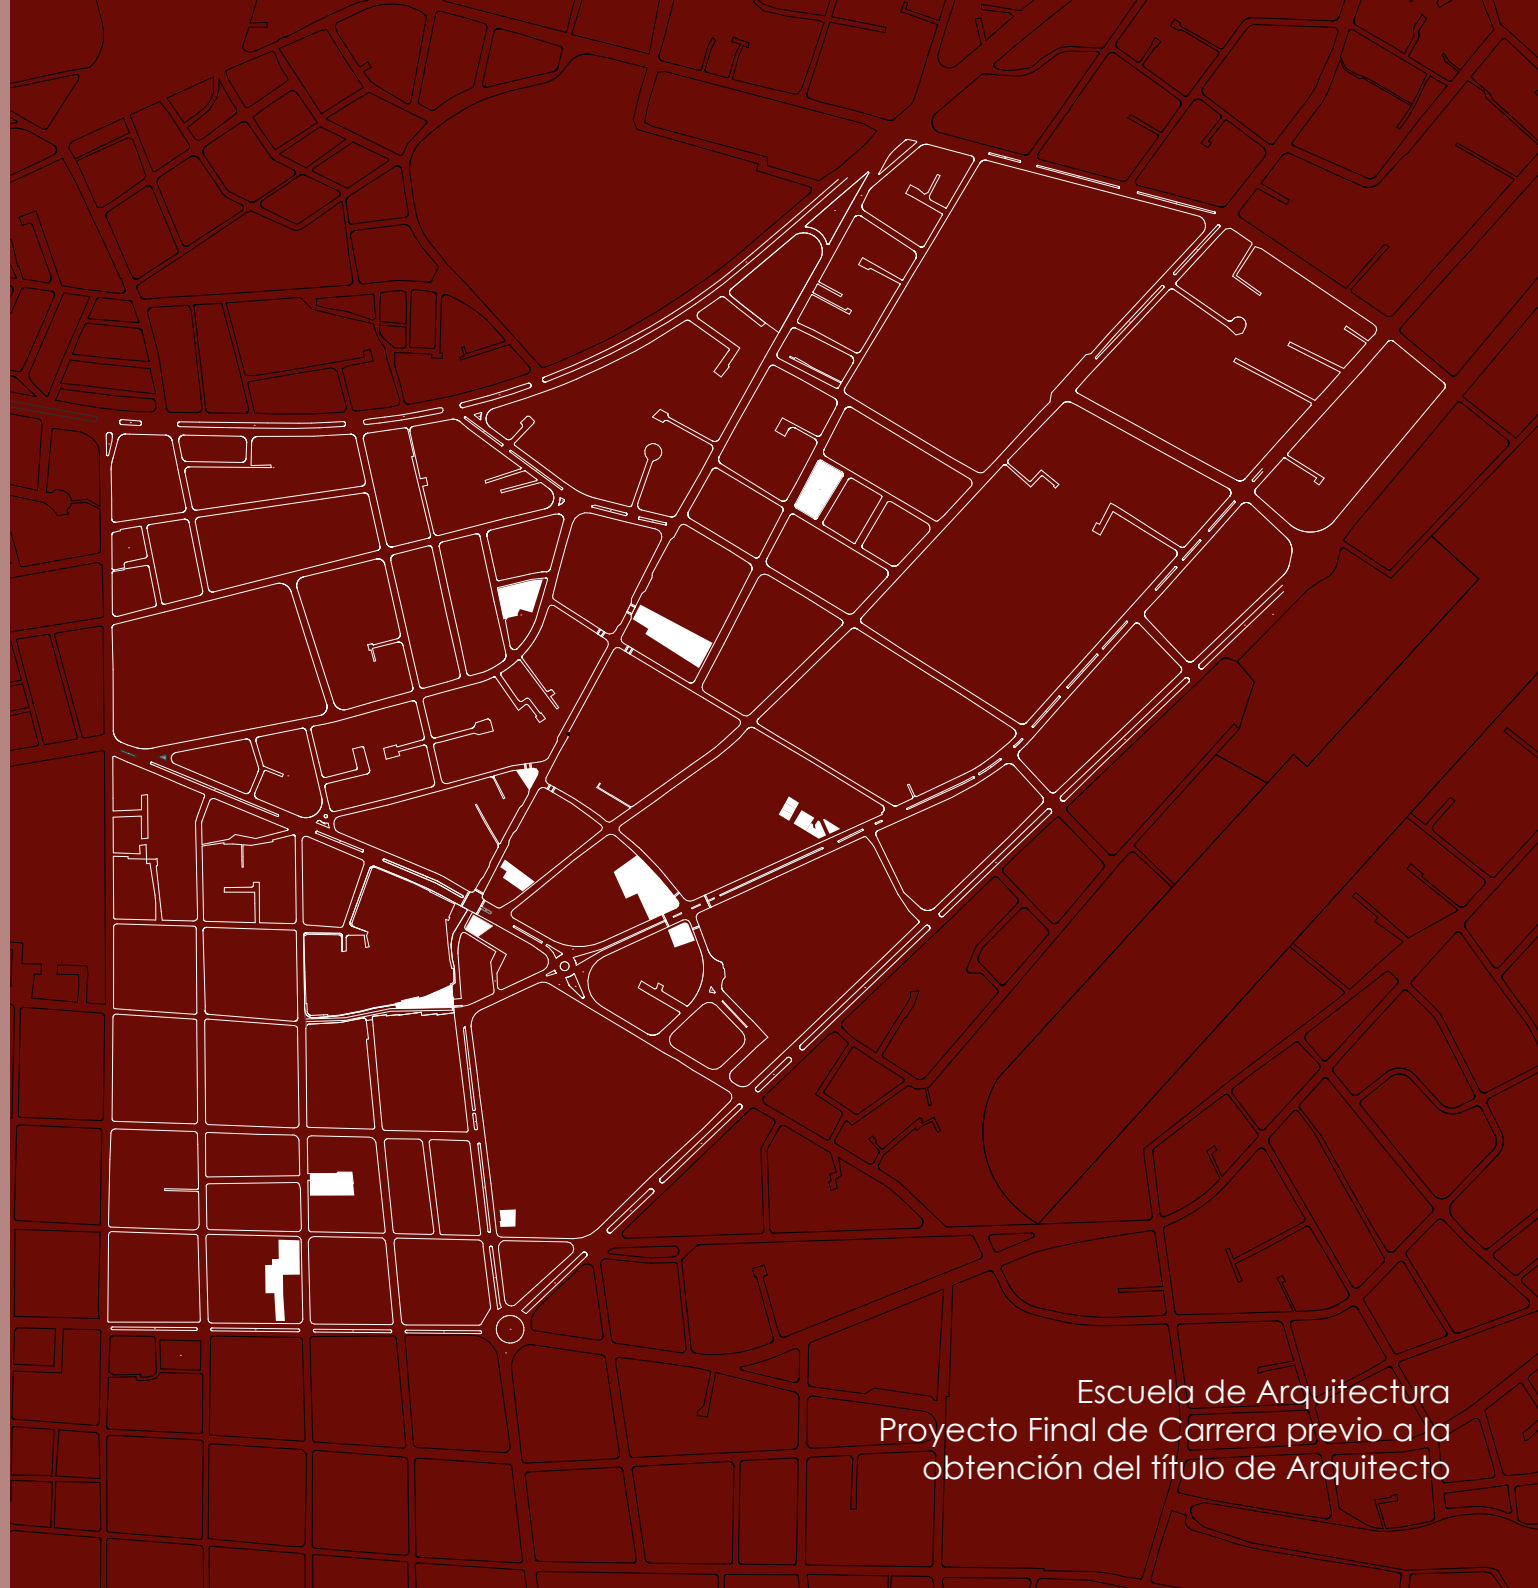 Escuela de Arquitectura
Proyecto Final de Carrera previo a la
obtención del título de Arquitecto